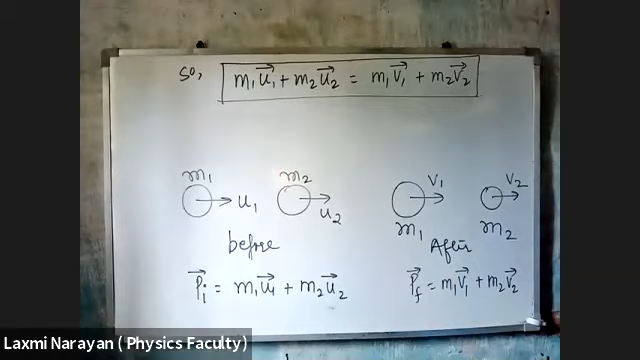 so, m₁u⃗₁ + m₂u⃗₂ = m₁v⃗₁ + m₂v⃗₂
m₁ m₂ v₁ v₂
u₁ u₂ m₁ m₂
before After
P⃗i = m₁u⃗₁ + m₂u⃗₂ P⃗f = m₁v⃗₁ + m₂v⃗₂
Laxmi Narayan ( Physics Faculty)